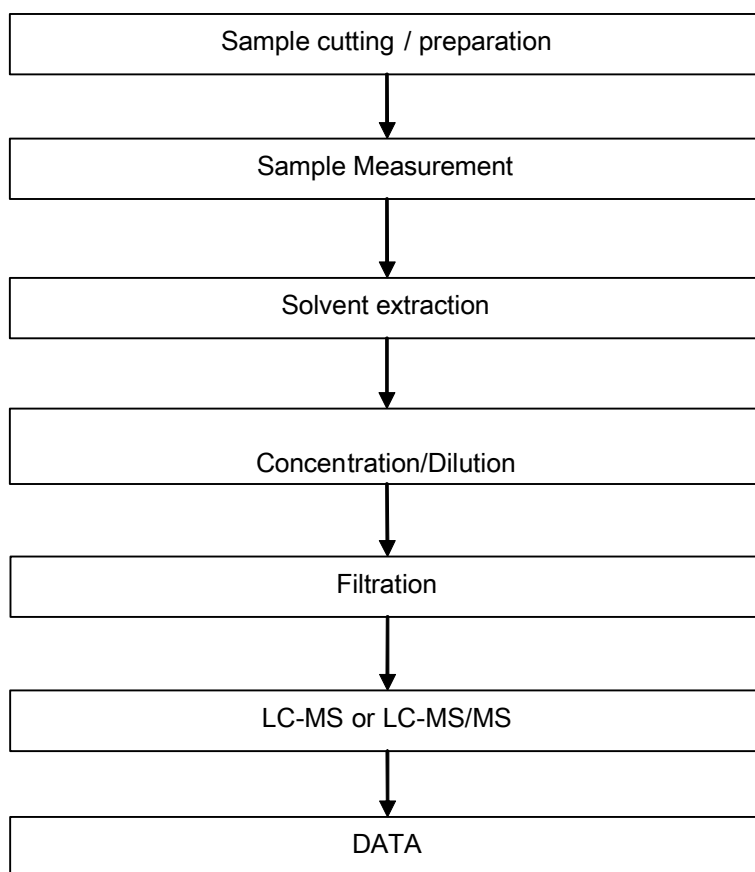 Sample cutting / preparation
Sample Measurement
Solvent extraction
Concentration/Dilution
Filtration
LC-MS or LC-MS/MS
DATA